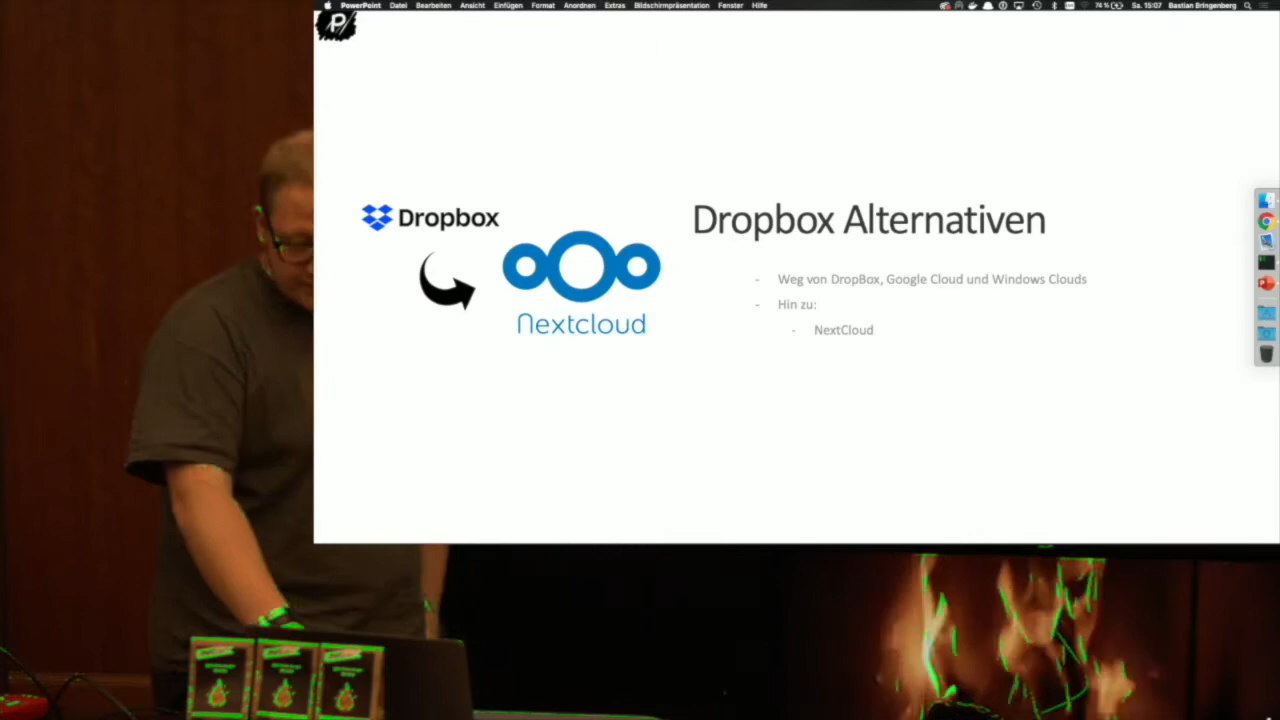 PowerPoint Datei Bearbeiten Ansicht Einfügen Format Anordnen Extras Bildschirmpräsentation Fenster Hilfe 74 % Sa. 15:07 Bastian Bringenberg
P/
Dropbox
Nextcloud
Dropbox Alternativen
- Weg von DropBox, Google Cloud und Windows Clouds
- Hin zu:
- NextCloud